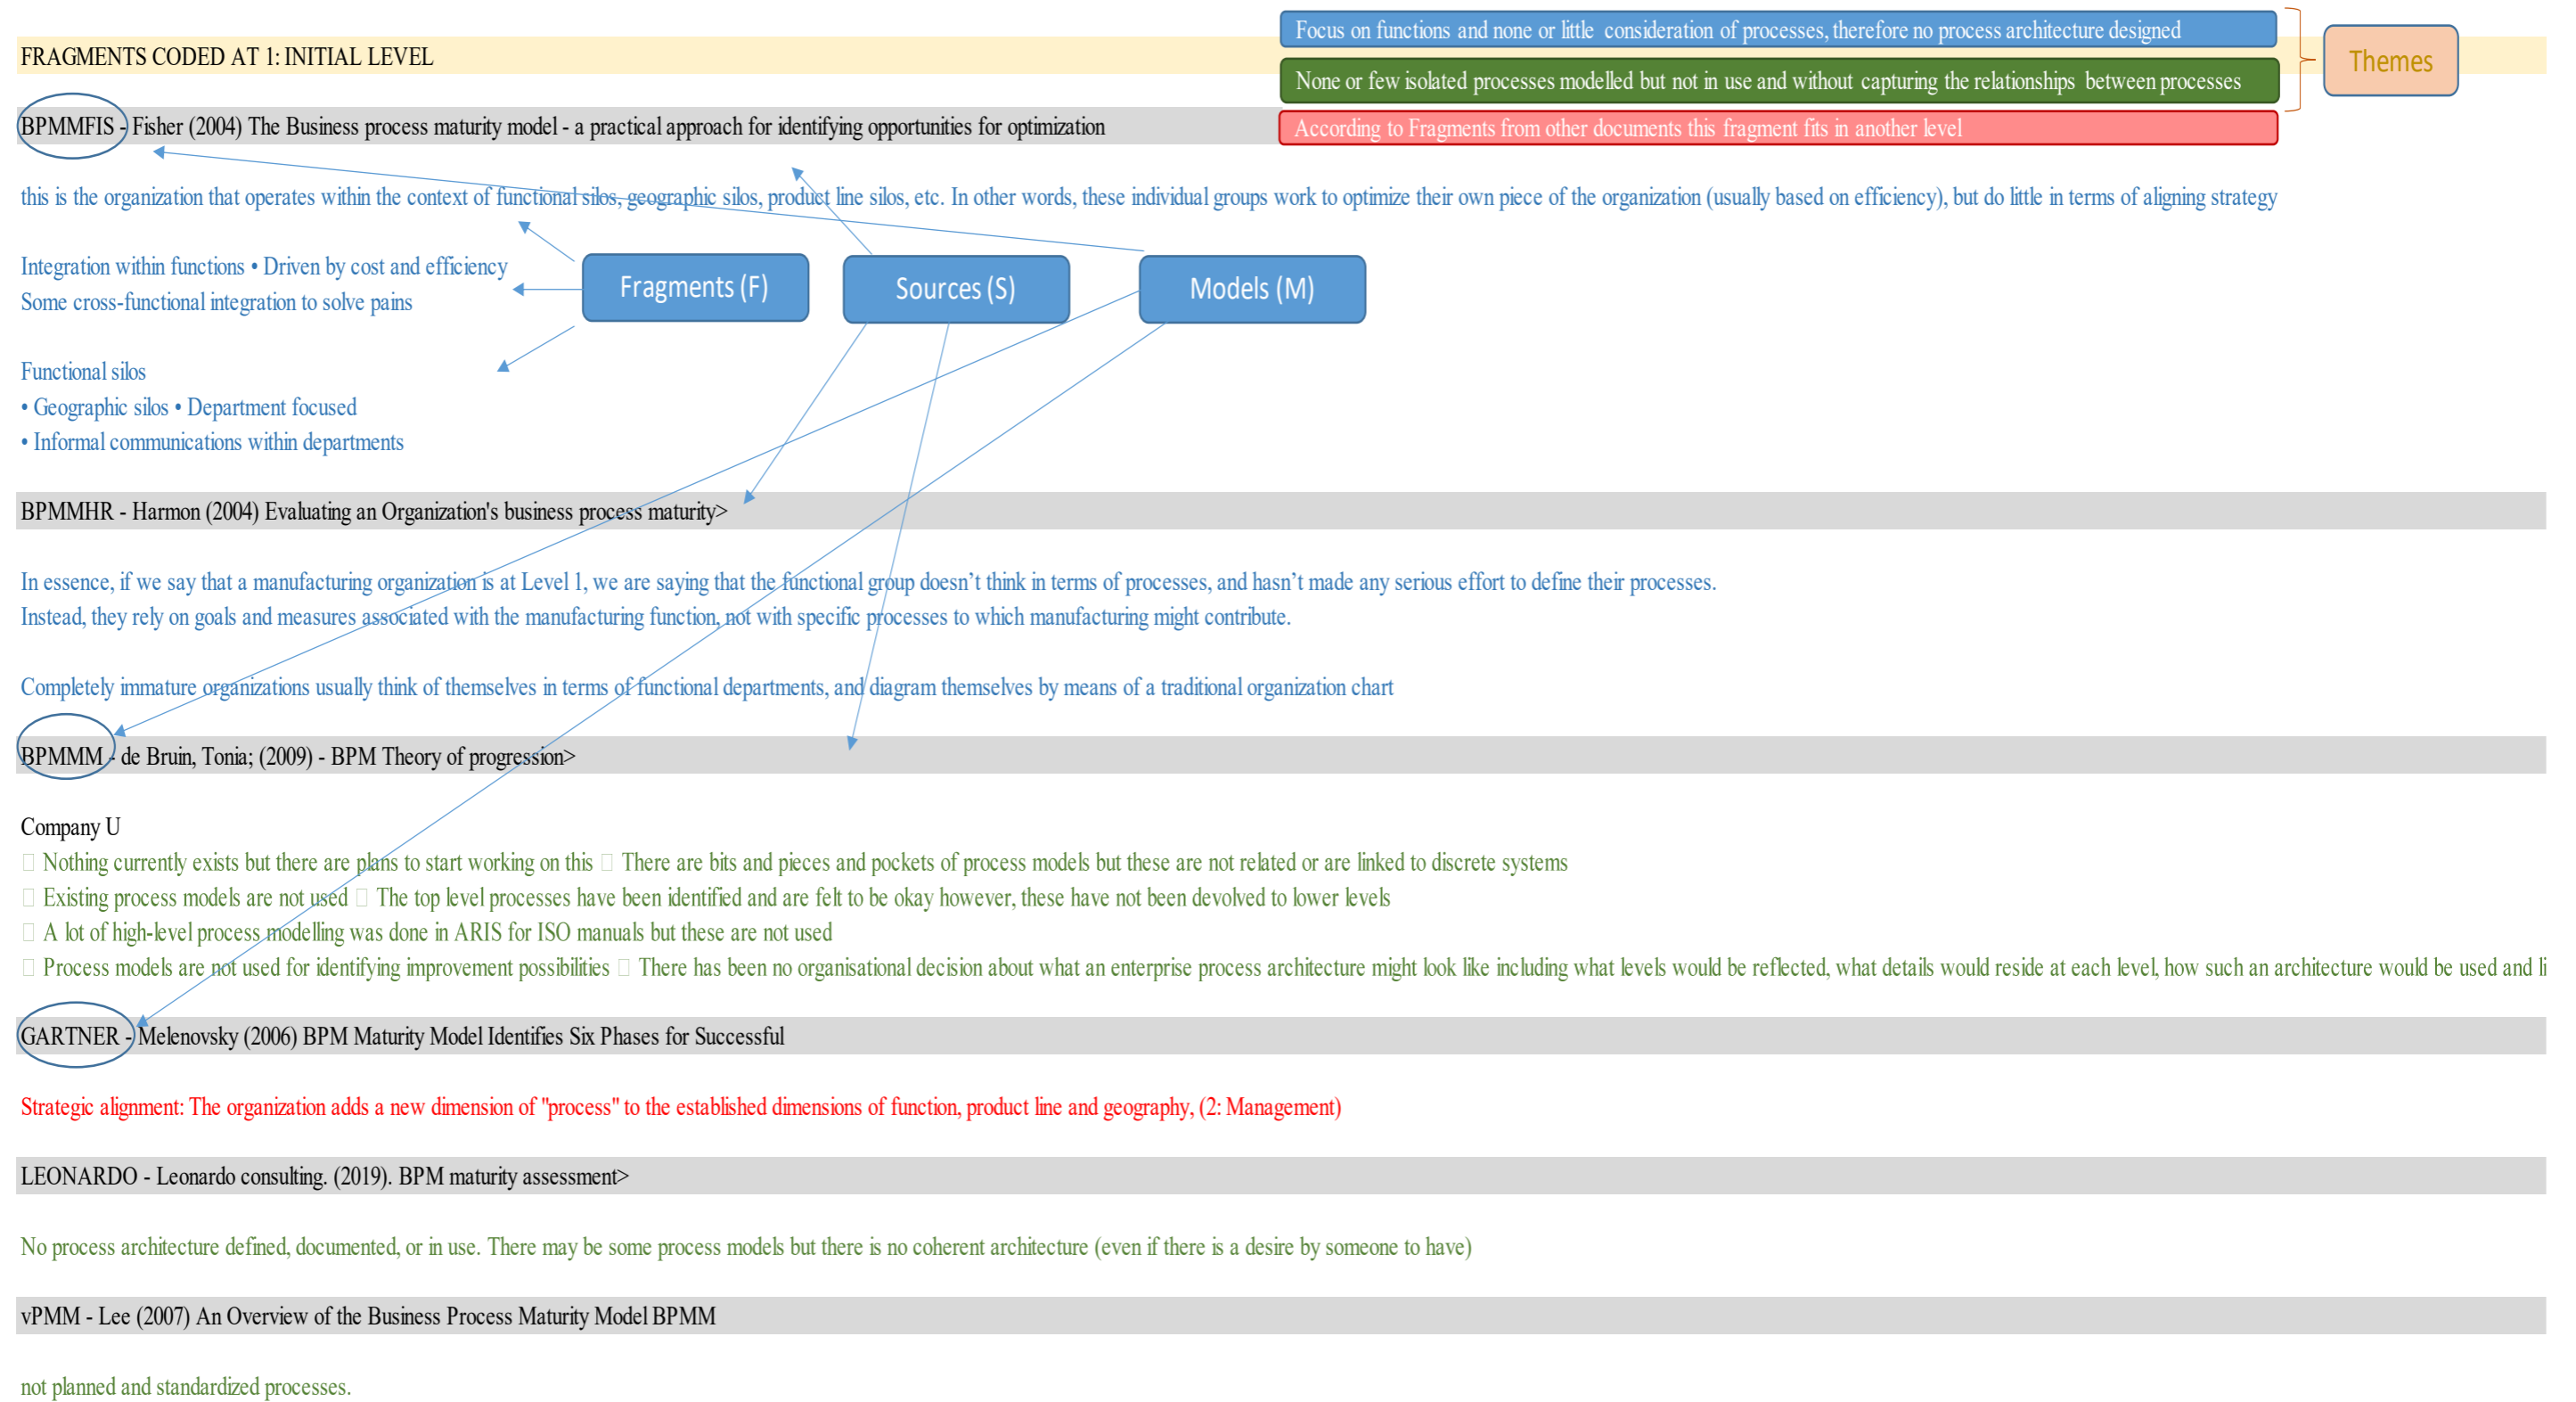 Focus on functions and none or little consideration of processes, therefore no process architecture designed
FRAGMENTS CODED AT 1: INITIAL LEVEL
Themes
None or few isolated processes modelled but not in use and without capturing the relationships between processes
BPMMFIS - Fisher (2004) The Business process maturity model - a practical approach for identifying opportunities for optimization
According to Fragments from other documents this fragment fits in another level
this is the organization that operates within the context of functional silos, geographic silos, product line silos, etc. In other words, these individual groups work to optimize their own piece of the organization (usually based on efficiency), but do little in terms of aligning strategy
Integration within functions • Driven by cost and efficiency
Some cross-functional integration to solve pains
Fragments (F)
Sources (S)
Models (M)
Functional silos
• Geographic silos • Department focused
• Informal communications within departments
BPMMHR - Harmon (2004) Evaluating an Organization's business process maturity>
In essence, if we say that a manufacturing organization is at Level 1, we are saying that the functional group doesn’t think in terms of processes, and hasn’t made any serious effort to define their processes.
Instead, they rely on goals and measures associated with the manufacturing function, not with specific processes to which manufacturing might contribute.
Completely immature organizations usually think of themselves in terms of functional departments, and diagram themselves by means of a traditional organization chart
BPMMM - de Bruin, Tonia; (2009) - BPM Theory of progression>
Company U
Nothing currently exists but there are plans to start working on this There are bits and pieces and pockets of process models but these are not related or are linked to discrete systems
Existing process models are not used The top level processes have been identified and are felt to be okay however, these have not been devolved to lower levels
A lot of high-level process modelling was done in ARIS for ISO manuals but these are not used
Process models are not used for identifying improvement possibilities There has been no organisational decision about what an enterprise process architecture might look like including what levels would be reflected, what details would reside at each level, how such an architecture would be used and li
GARTNER - Melenovsky (2006) BPM Maturity Model Identifies Six Phases for Successful
Strategic alignment: The organization adds a new dimension of "process" to the established dimensions of function, product line and geography, (2: Management)
LEONARDO - Leonardo consulting. (2019). BPM maturity assessment>
No process architecture defined, documented, or in use. There may be some process models but there is no coherent architecture (even if there is a desire by someone to have)
vPMM - Lee (2007) An Overview of the Business Process Maturity Model BPMM
not planned and standardized processes.